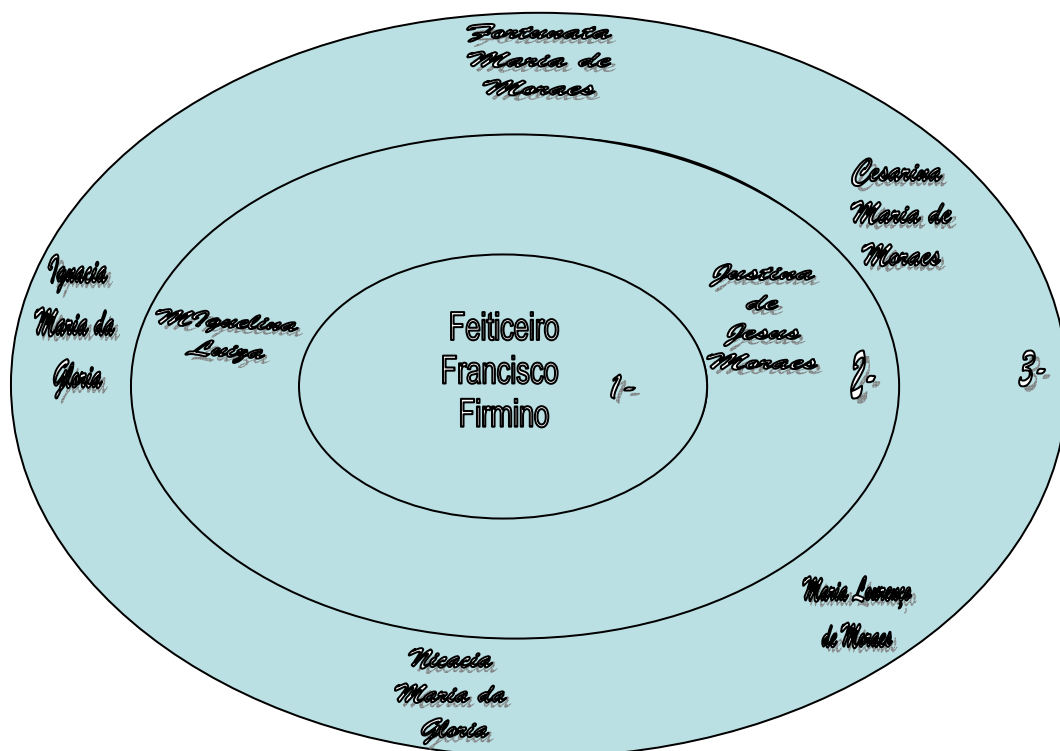 Fortunata
Maria de
Moraes
Cesarina
Maria de
Moraes
Ignacia
Maria da
Gloria
MIguelina
Luiza
Feiticeiro
Francisco
Firmino
1-
Justina
de
Jesus
Moraes
2-
3-
Maria Lourenço
de Moraes
Nicacia
Maria da
Gloria